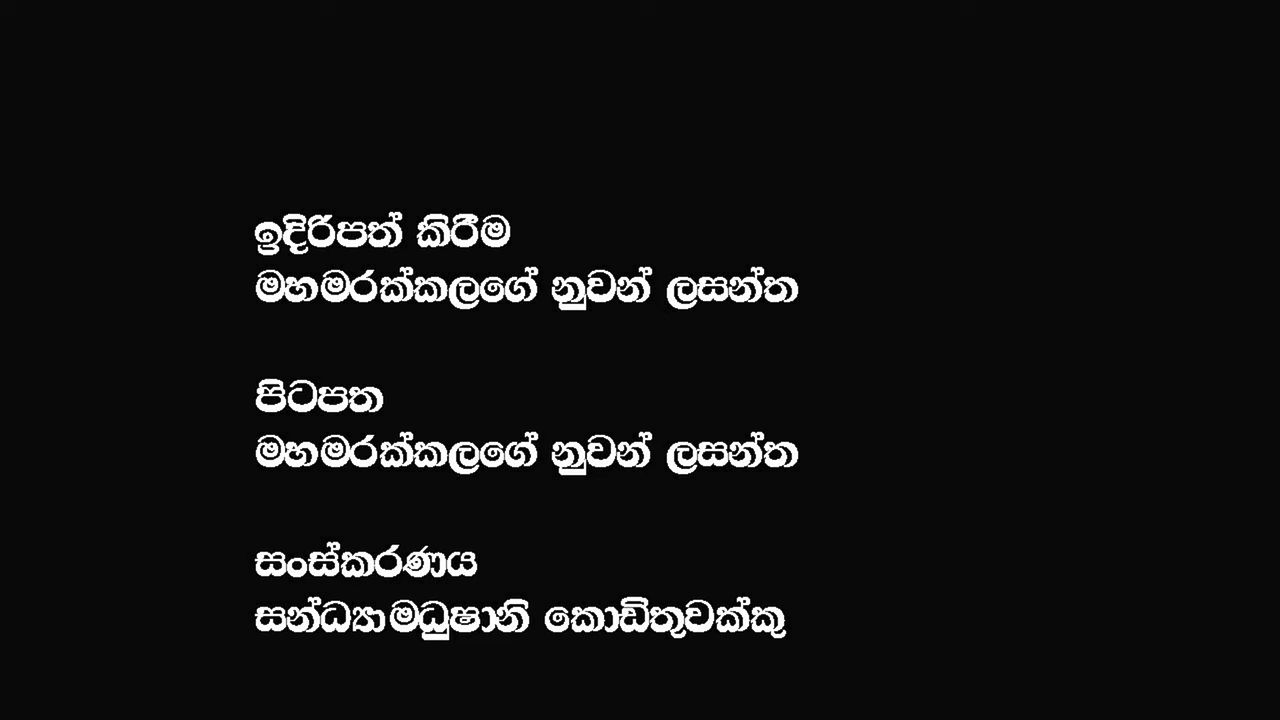 ඉදිරිපත් කිරීම
මහමරක්කලගේ නුවන් ලසන්ත
පිටපත
මහමරක්කලගේ නුවන් ලසන්ත
සංස්කරණය
සන්ධ්‍යාමධුෂානි කොඩිතුවක්කු